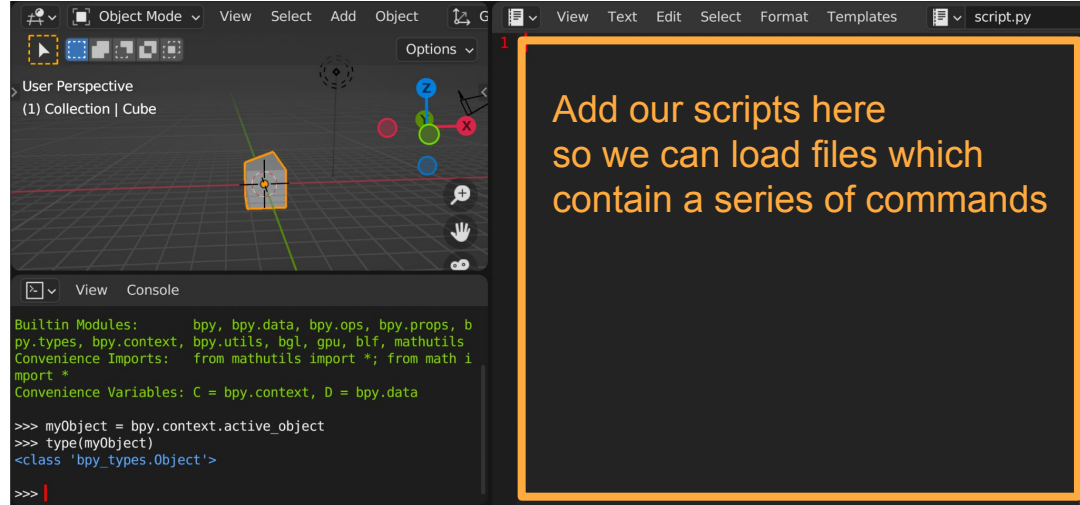 Object Mode View Select Add Object G
Options
User Perspective
(1) Collection | Cube
Z
Y
X
View Console
Builtin Modules: bpy, bpy.data, bpy.ops, bpy.props, b
py.types, bpy.context, bpy.utils, bgl, gpu, blf, mathutils
Convenience Imports: from mathutils import *; from math i
mport *
Convenience Variables: C = bpy.context, D = bpy.data
>>> myObject = bpy.context.active_object
>>> type(myObject)
<class 'bpy_types.Object'>
>>>
View Text Edit Select Format Templates script.py
1
Add our scripts here
so we can load files which
contain a series of commands